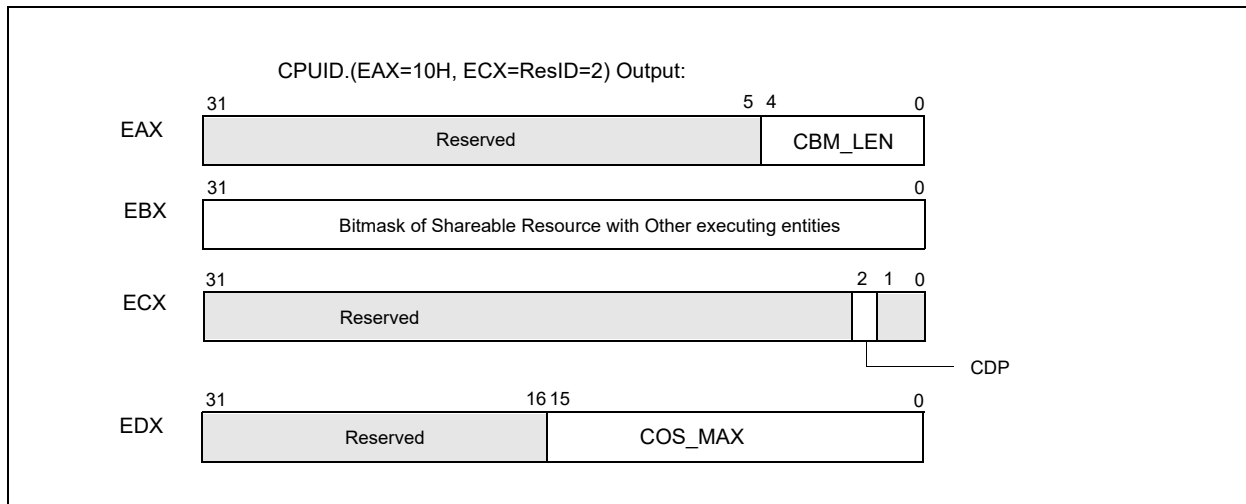 CPUID.(EAX=10H, ECX=ResID=2) Output:
31 5 4 0
EAX Reserved CBM_LEN
31 0
EBX Bitmask of Shareable Resource with Other executing entities
31 2 1 0
ECX Reserved
CDP
31 16 15 0
EDX Reserved COS_MAX